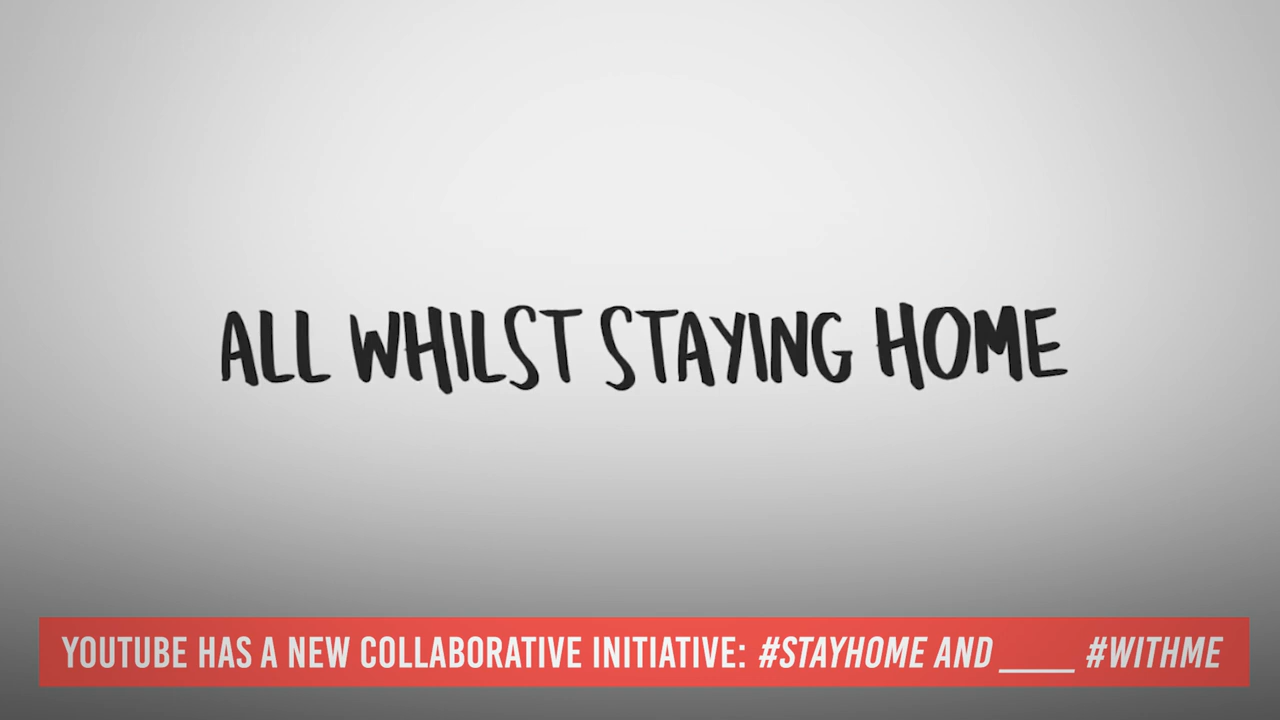 ALL WHILST STAYING HOME
YOUTUBE HAS A NEW COLLABORATIVE INITIATIVE: #STAYHOME AND ____ #WITHME